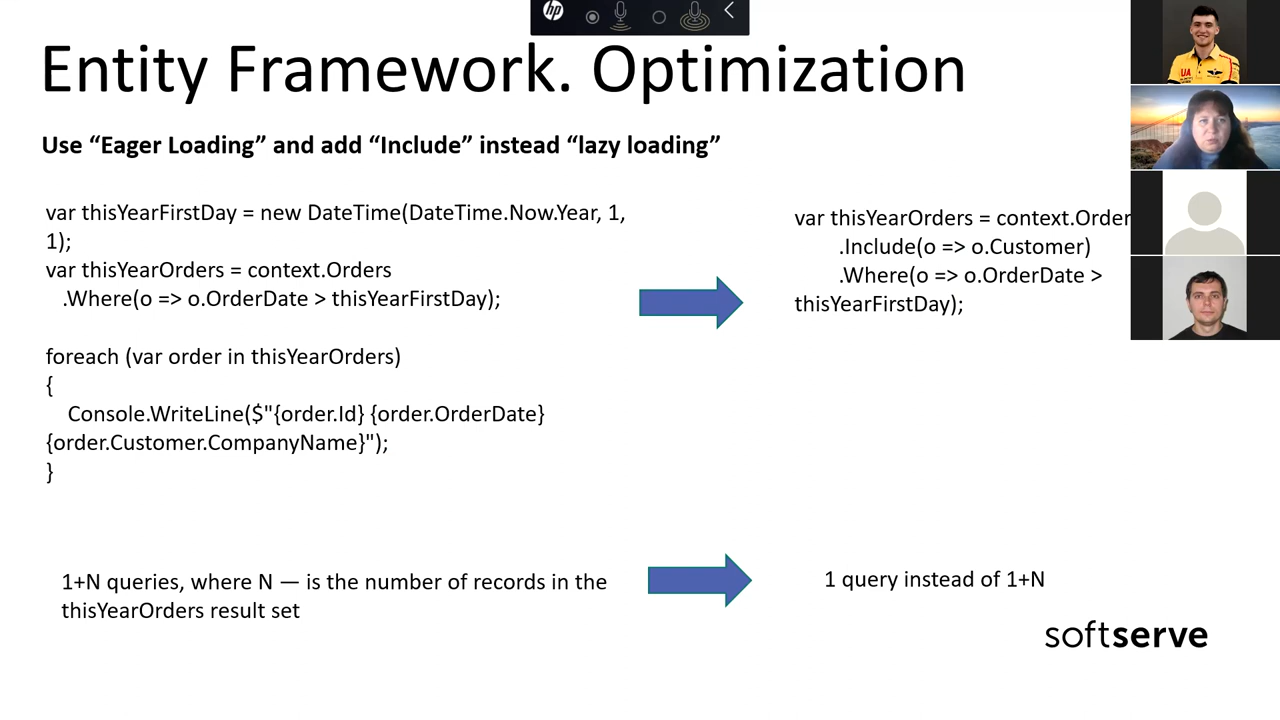 hp
Entity Framework. Optimization
Use “Eager Loading” and add “Include” instead “lazy loading”
var thisYearFirstDay = new DateTime(DateTime.Now.Year, 1,
1);
var thisYearOrders = context.Orders
.Where(o => o.OrderDate > thisYearFirstDay);
foreach (var order in thisYearOrders)
{
Console.WriteLine($"{order.Id} {order.OrderDate}
{order.Customer.CompanyName}");
}
var thisYearOrders = context.Order
.Include(o => o.Customer)
.Where(o => o.OrderDate >
thisYearFirstDay);
1+N queries, where N — is the number of records in the
thisYearOrders result set
1 query instead of 1+N
softserve
UA